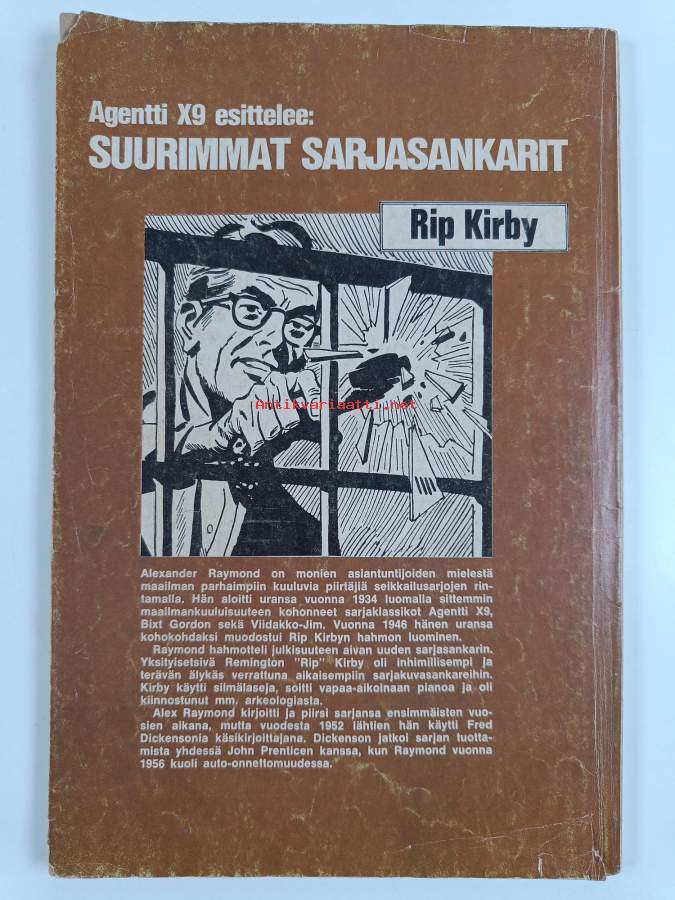 Agentti X9 esittelee:
SUURIMMAT SARJASANKARIT
Rip Kirby
Antikvariaatti.net
Alexander Raymond on monien asiantuntijoiden mielestä
maailman parhaimpiin kuuluvia piirtäjiä seikkailusarjojen rin-
tamalla. Hän aloitti uransa vuonna 1934 luomalla sittemmin
maailmankuuluisuuteen kohonneet sarjaklassikot Agentti X9,
Bixt Gordon sekä Viidakko-Jim. Vuonna 1946 hänen uransa
kohokohdaksi muodostui Rip Kirbyn hahmon luominen.
Raymond hahmotteli julkisuuteen aivan uuden sarjasankarin.
Yksityisetsivä Remington "Rip" Kirby oli inhimillisempi ja
terävän älykäs verrattuna aikaisempiin sarjakuvasankareihin.
Kirby käytti silmälaseja, soitti vapaa-aikoinaan pianoa ja oli
kiinnostunut mm. arkeologiasta.
Alex Raymond kirjoitti ja piirsi sarjansa ensimmäisten vuo-
sien aikana, mutta vuodesta 1952 lähtien hän käytti Fred
Dickensonia käsikirjoittajana. Dickenson jatkoi sarjan tuotta-
mista yhdessä John Prenticen kanssa, kun Raymond vuonna
1956 kuoli auto-onnettomuudessa.